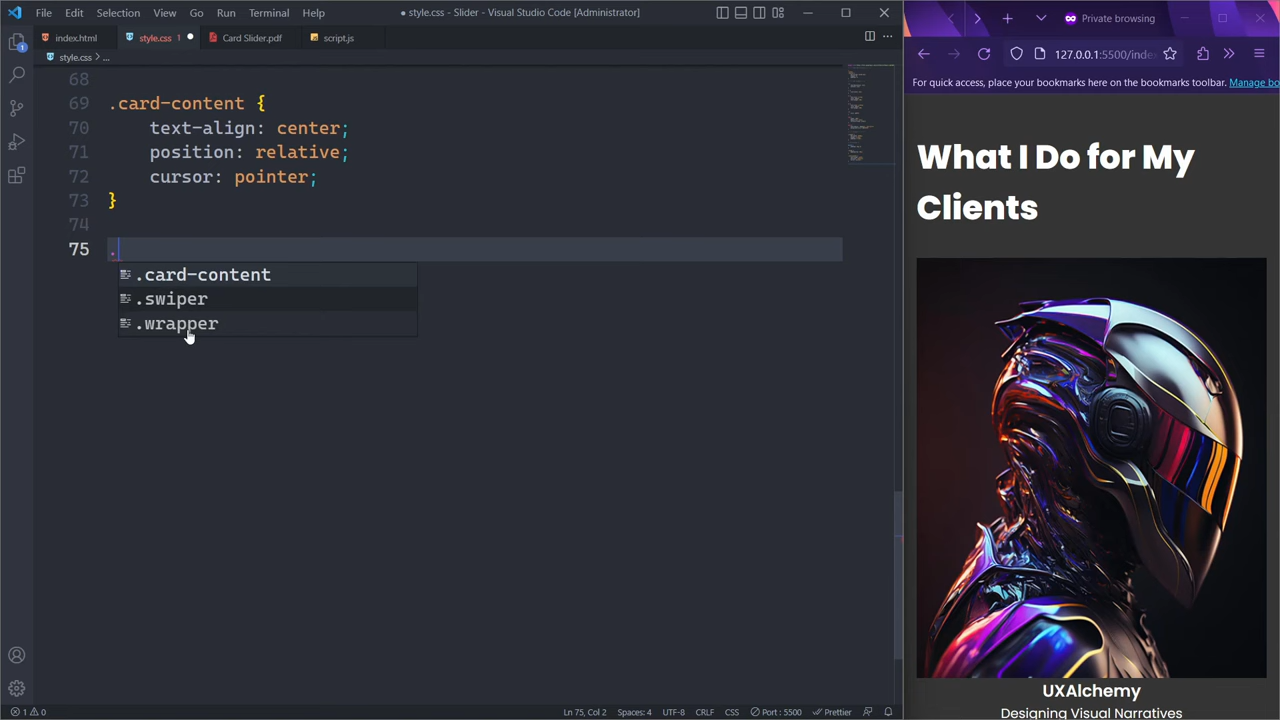 File Edit Selection View Go Run Terminal Help
● style.css - Slider - Visual Studio Code [Administrator]
index.html
style.css 1
Card Slider.pdf
script.js
style.css > ...
68
69 .card-content {
70 text-align: center;
71 position: relative;
72 cursor: pointer;
73 }
74
75 .
.card-content
.swiper
.wrapper
1
1 0
Ln 75, Col 2 Spaces: 4 UTF-8 CRLF CSS Port : 5500 Prettier
Private browsing
127.0.0.1:5500/inde
For quick access, place your bookmarks here on the bookmarks toolbar. Manage bo
What I Do for My
Clients
UXAlchemy
Designing Visual Narratives